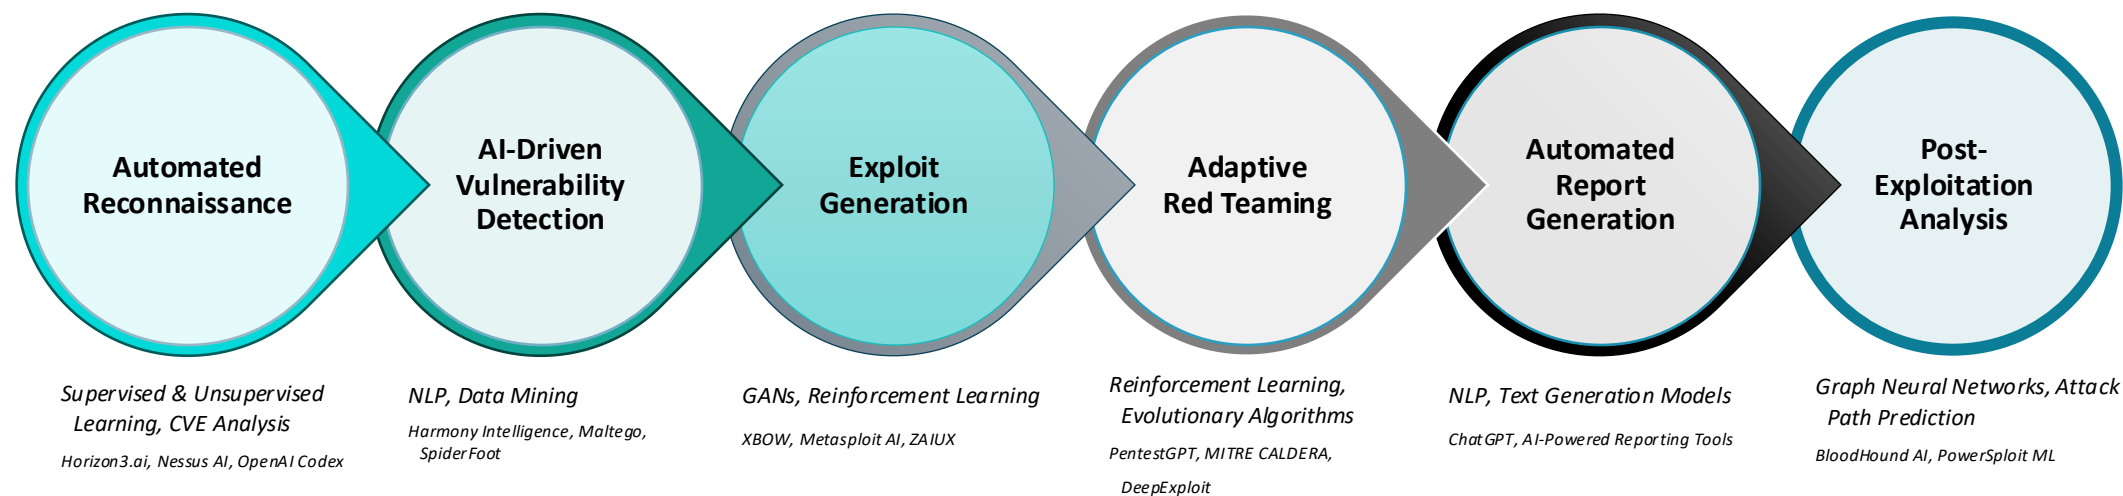 Automated
Reconnaissance
AI-Driven
Vulnerability
Detection
Exploit
Generation
Adaptive
Red Teaming
Automated
Report
Generation
Post-
Exploitation
Analysis
Supervised & Unsupervised
Learning, CVE Analysis
Horizon3.ai, Nessus AI, OpenAI Codex
NLP, Data Mining
Harmony Intelligence, Maltego,
SpiderFoot
GANs, Reinforcement Learning
XBOW, Metasploit AI, ZAIUX
Reinforcement Learning,
Evolutionary Algorithms
PentestGPT, MITRE CALDERA,
DeepExploit
NLP, Text Generation Models
ChatGPT, AI-Powered Reporting Tools
Graph Neural Networks, Attack
Path Prediction
BloodHound AI, PowerSploit ML